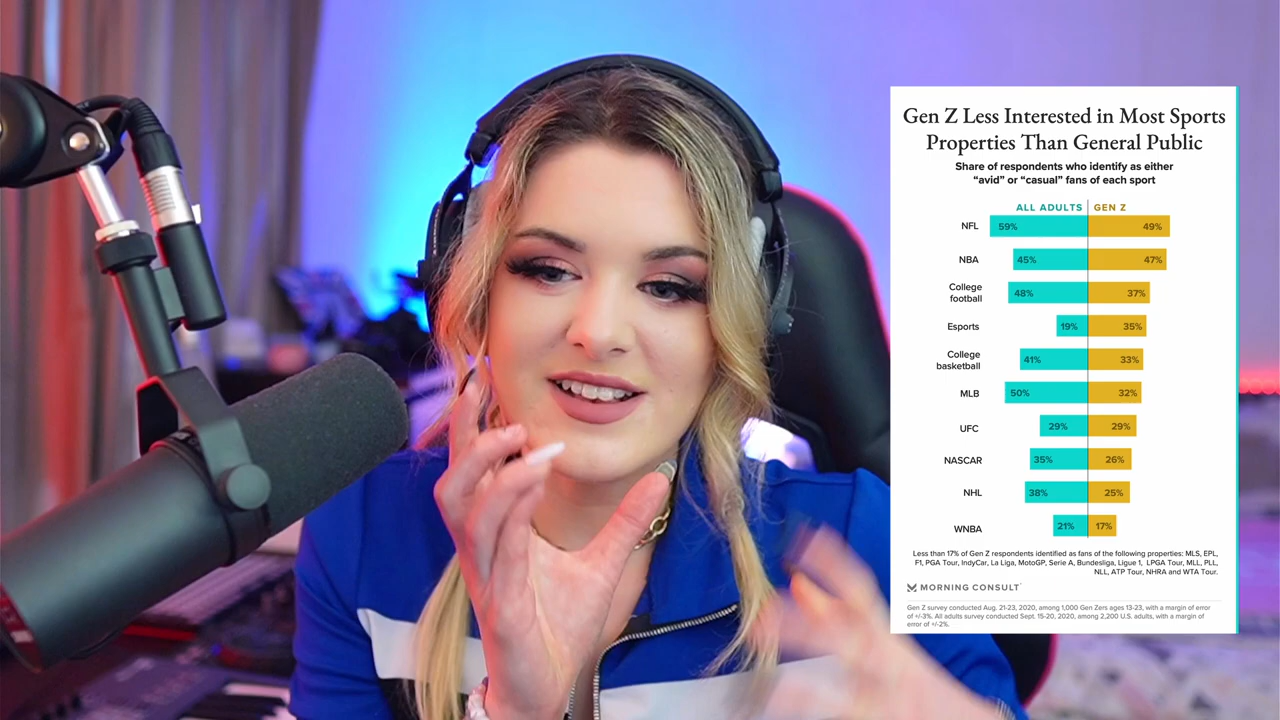 Gen Z Less Interested in Most Sports
Properties Than General Public
Share of respondents who identify as either
“avid” or “casual” fans of each sport
ALL ADULTS GEN Z
NFL 59% 49%
NBA 45% 47%
College
football 48% 37%
Esports 19% 35%
College
basketball 41% 33%
MLB 50% 32%
UFC 29% 29%
NASCAR 35% 26%
NHL 38% 25%
WNBA 21% 17%
Less than 17% of Gen Z respondents identified as fans of the following properties: MLS, EPL,
F1, PGA Tour, IndyCar, La Liga, MotoGP, Serie A, Bundesliga, Ligue 1, LPGA Tour, MLL, PLL,
NLL, ATP Tour, NHRA and WTA Tour.
MORNING CONSULT
Gen Z survey conducted Aug. 21-23, 2020, among 1,000 Gen Zers ages 13-23, with a margin of error
of +/-3%. All adults survey conducted Sept. 15-20, 2020, among 2,200 U.S. adults, with a margin of
error of +/-2%.